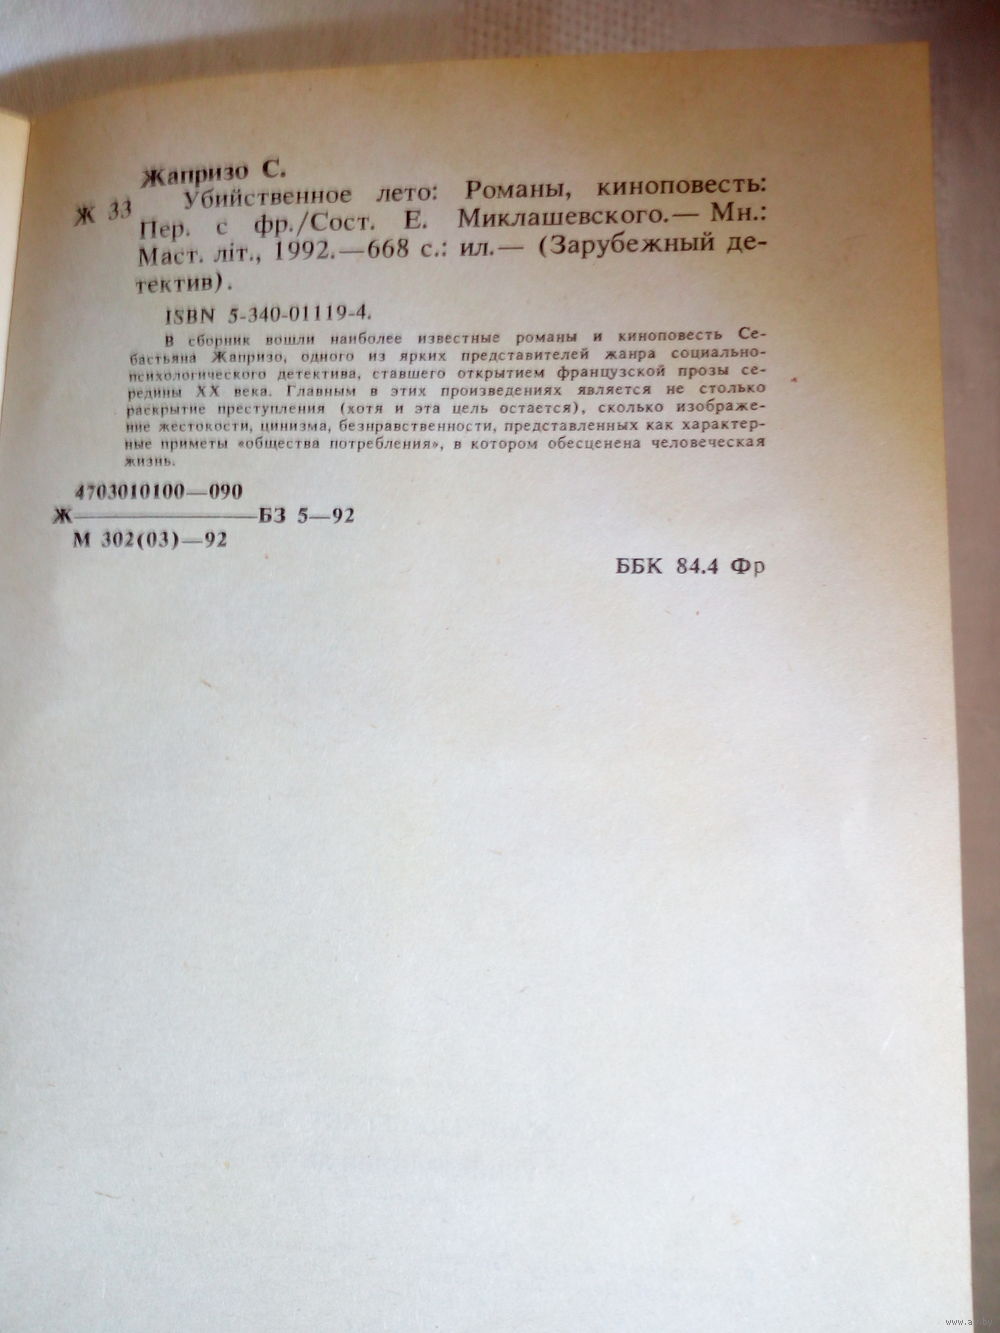 Жапризо С.
Ж 33 Убийственное лето: Романы, киноповесть:
Пер. с фр./Сост. Е. Миклашевского.— Мн.:
Маст. літ., 1992.—668 с.: ил.— (Зарубежный де-
тектив).
ISBN 5-340-01119-4.
В сборник вошли наиболее известные романы и киноповесть Се-
бастьяна Жапризо, одного из ярких представителей жанра социально-
психологического детектива, ставшего открытием французской прозы се-
редины XX века. Главным в этих произведениях является не столько
раскрытие преступления (хотя и эта цель остается), сколько изображе-
ние жестокости, цинизма, безнравственности, представленных как характер-
ные приметы «общества потребления», в котором обесценена человеческая
жизнь.
4703010100—090
Ж—БЗ 5—92
М 302(03)—92
ББК 84.4 Фр